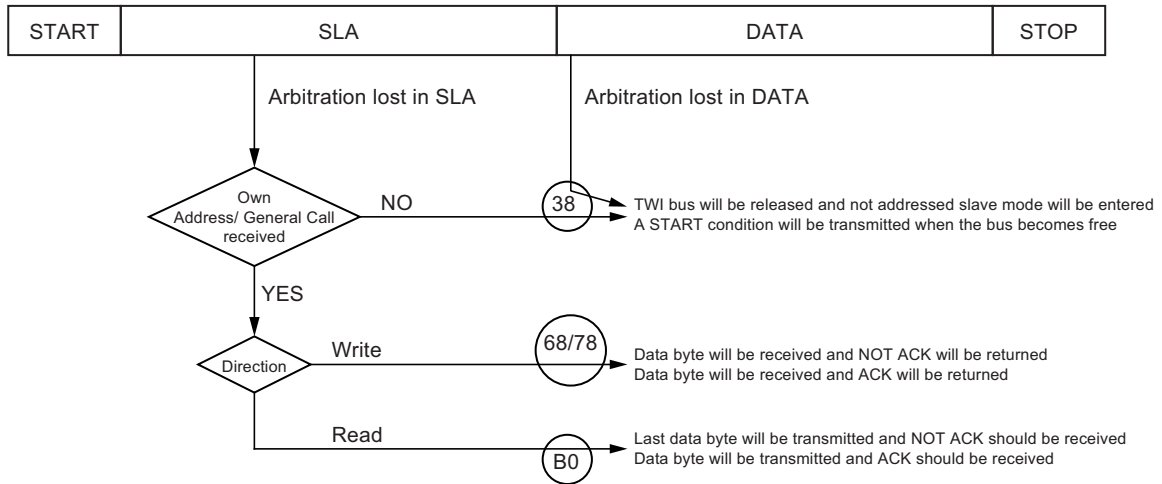 START SLA DATA STOP
Arbitration lost in SLA Arbitration lost in DATA
Own
Address/ General Call
received
NO
38
TWI bus will be released and not addressed slave mode will be entered
A START condition will be transmitted when the bus becomes free
YES
Direction
Write
68/78
Data byte will be received and NOT ACK will be returned
Data byte will be received and ACK will be returned
Read
B0
Last data byte will be transmitted and NOT ACK should be received
Data byte will be transmitted and ACK should be received